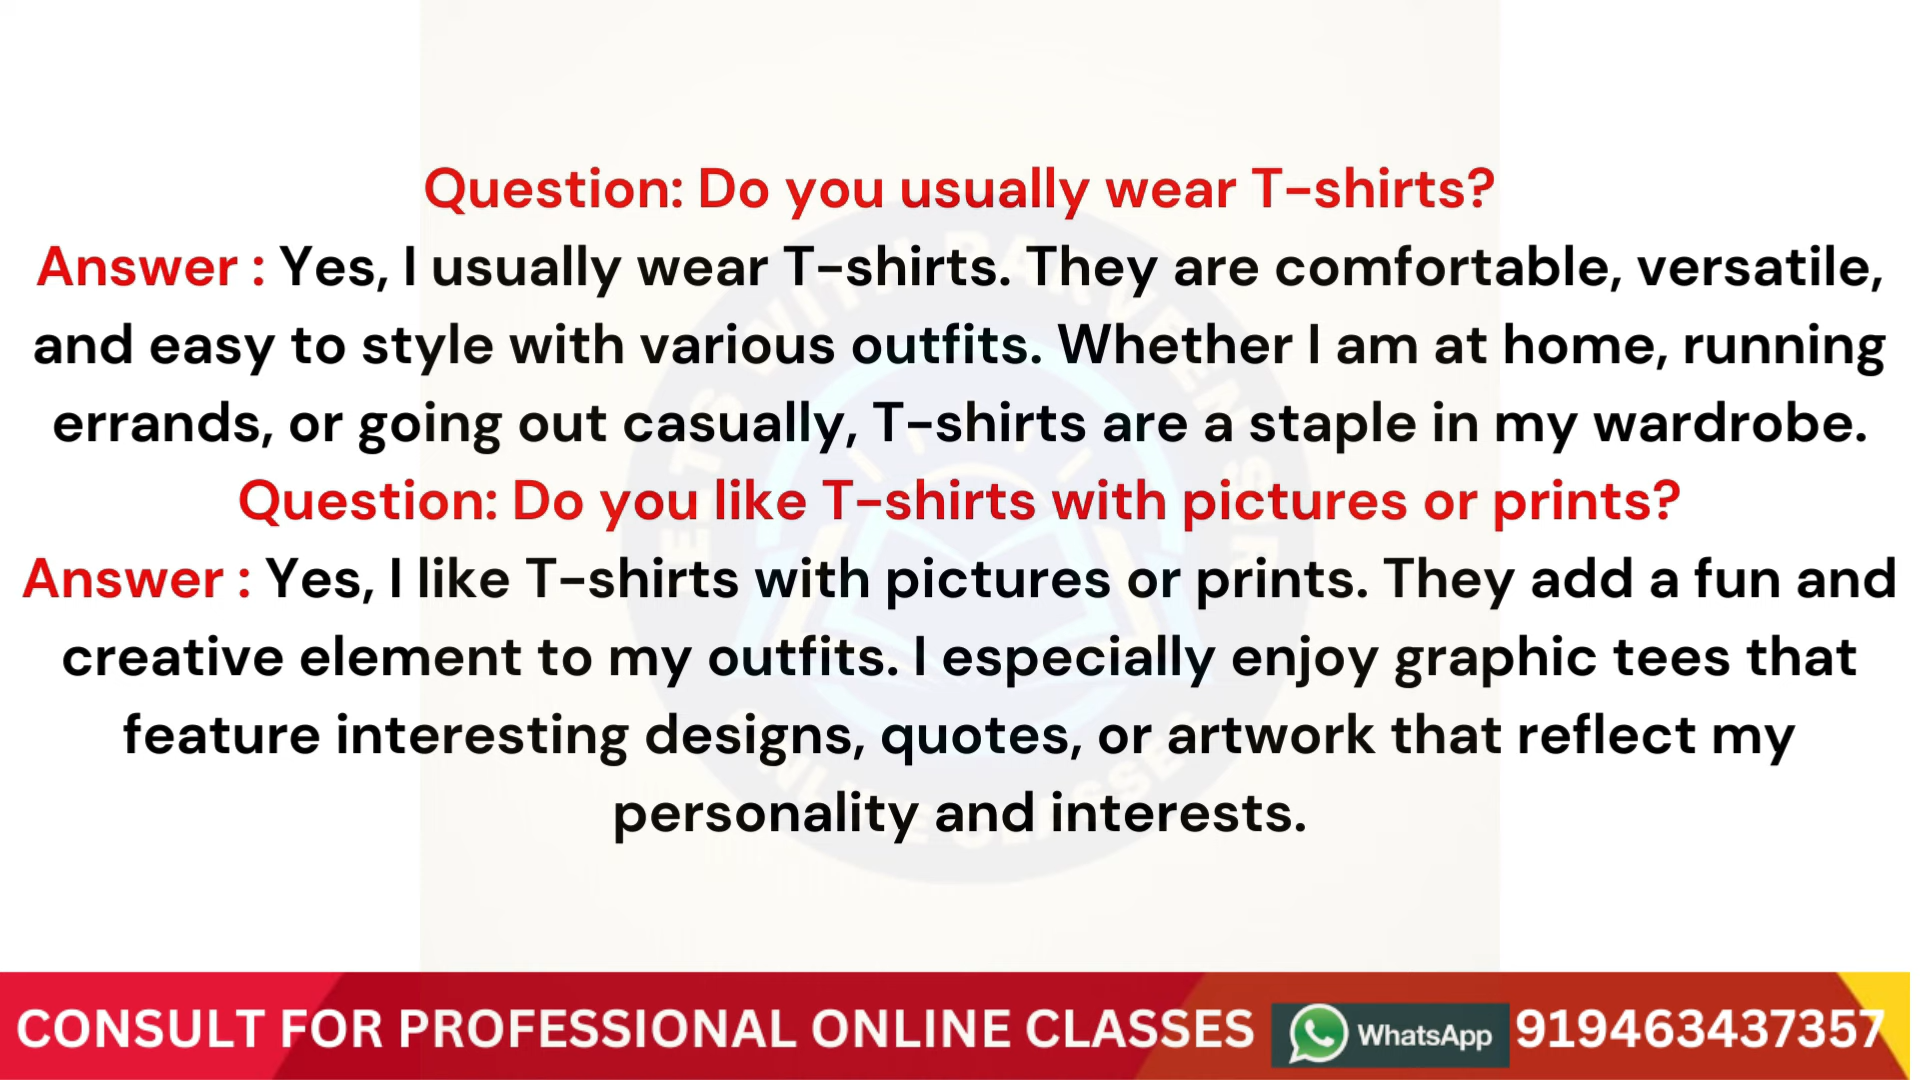 Question: Do you usually wear T-shirts?
Answer : Yes, I usually wear T-shirts. They are comfortable, versatile,
and easy to style with various outfits. Whether I am at home, running
errands, or going out casually, T-shirts are a staple in my wardrobe.
Question: Do you like T-shirts with pictures or prints?
Answer : Yes, I like T-shirts with pictures or prints. They add a fun and
creative element to my outfits. I especially enjoy graphic tees that
feature interesting designs, quotes, or artwork that reflect my
personality and interests.
CONSULT FOR PROFESSIONAL ONLINE CLASSES WhatsApp 919463437357